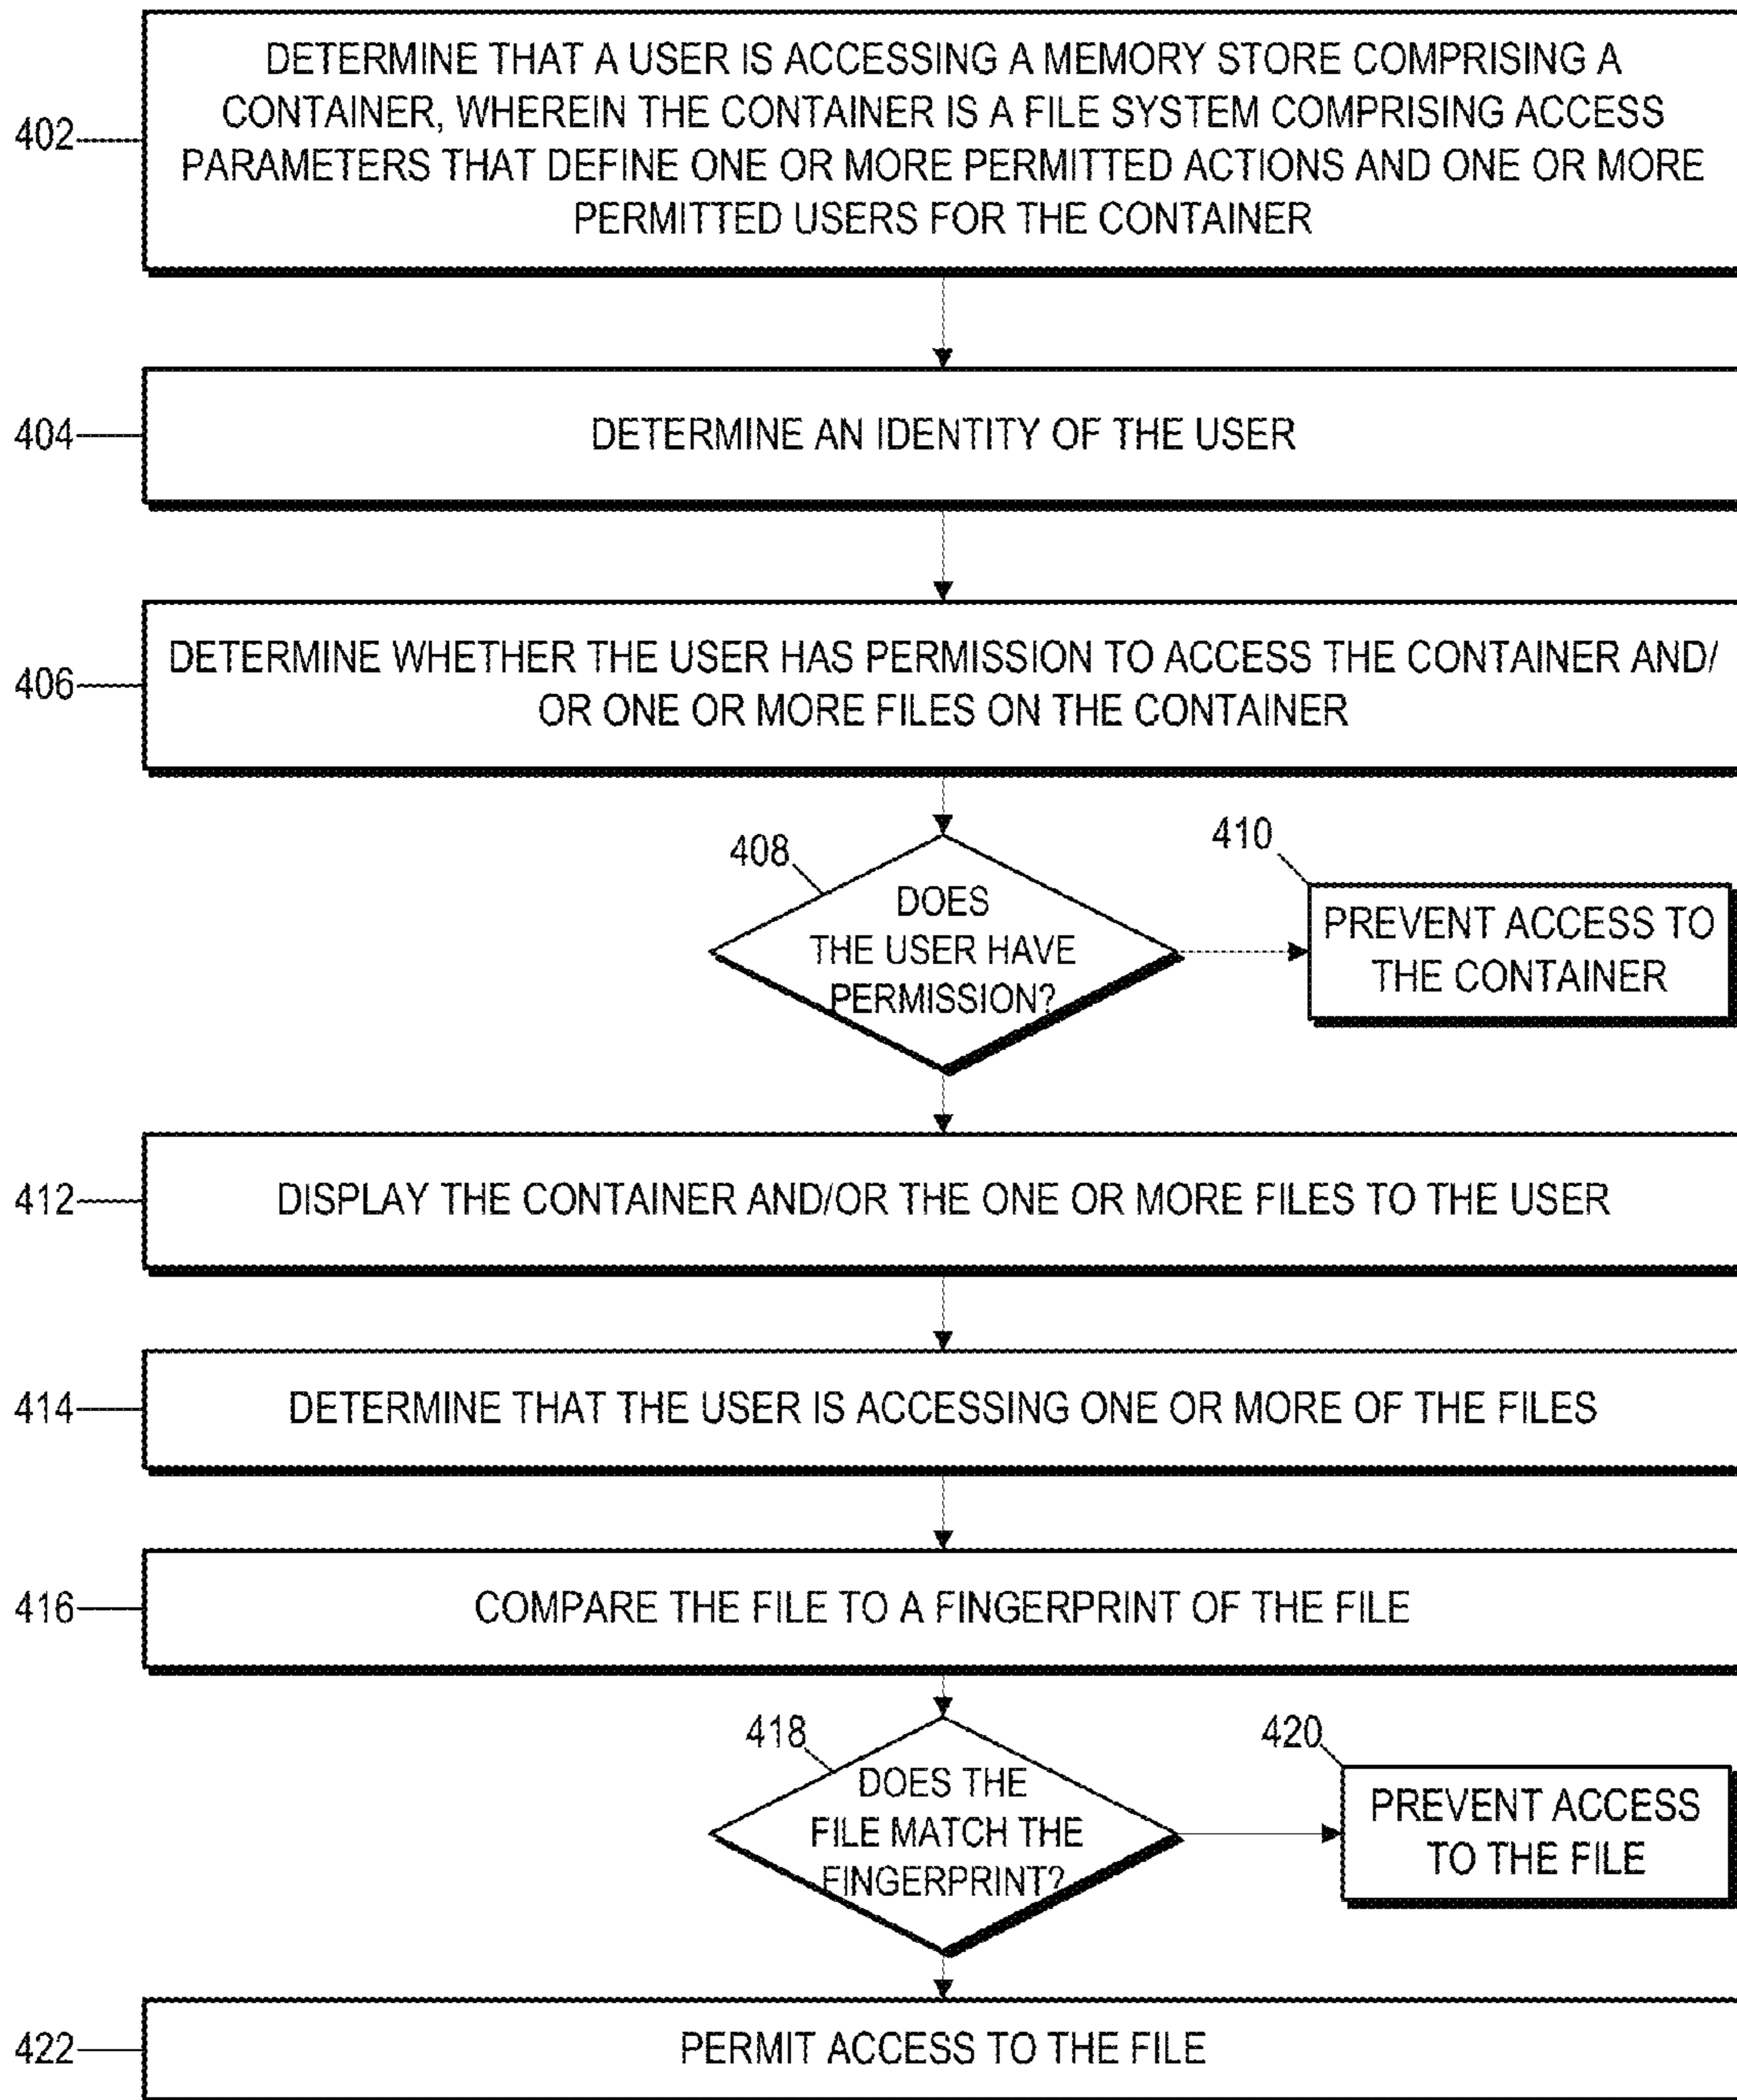 DETERMINE THAT A USER IS ACCESSING A MEMORY STORE COMPRISING A
CONTAINER, WHEREIN THE CONTAINER IS A FILE SYSTEM COMPRISING ACCESS
PARAMETERS THAT DEFINE ONE OR MORE PERMITTED ACTIONS AND ONE OR MORE
PERMITTED USERS FOR THE CONTAINER
402
404
DETERMINE AN IDENTITY OF THE USER
406
DETERMINE WHETHER THE USER HAS PERMISSION TO ACCESS THE CONTAINER AND/
OR ONE OR MORE FILES ON THE CONTAINER
408
DOES
THE USER HAVE
PERMISSION?
410
PREVENT ACCESS TO
THE CONTAINER
412
DISPLAY THE CONTAINER AND/OR THE ONE OR MORE FILES TO THE USER
414
DETERMINE THAT THE USER IS ACCESSING ONE OR MORE OF THE FILES
416
COMPARE THE FILE TO A FINGERPRINT OF THE FILE
418
DOES THE
FILE MATCH THE
FINGERPRINT?
420
PREVENT ACCESS
TO THE FILE
422
PERMIT ACCESS TO THE FILE